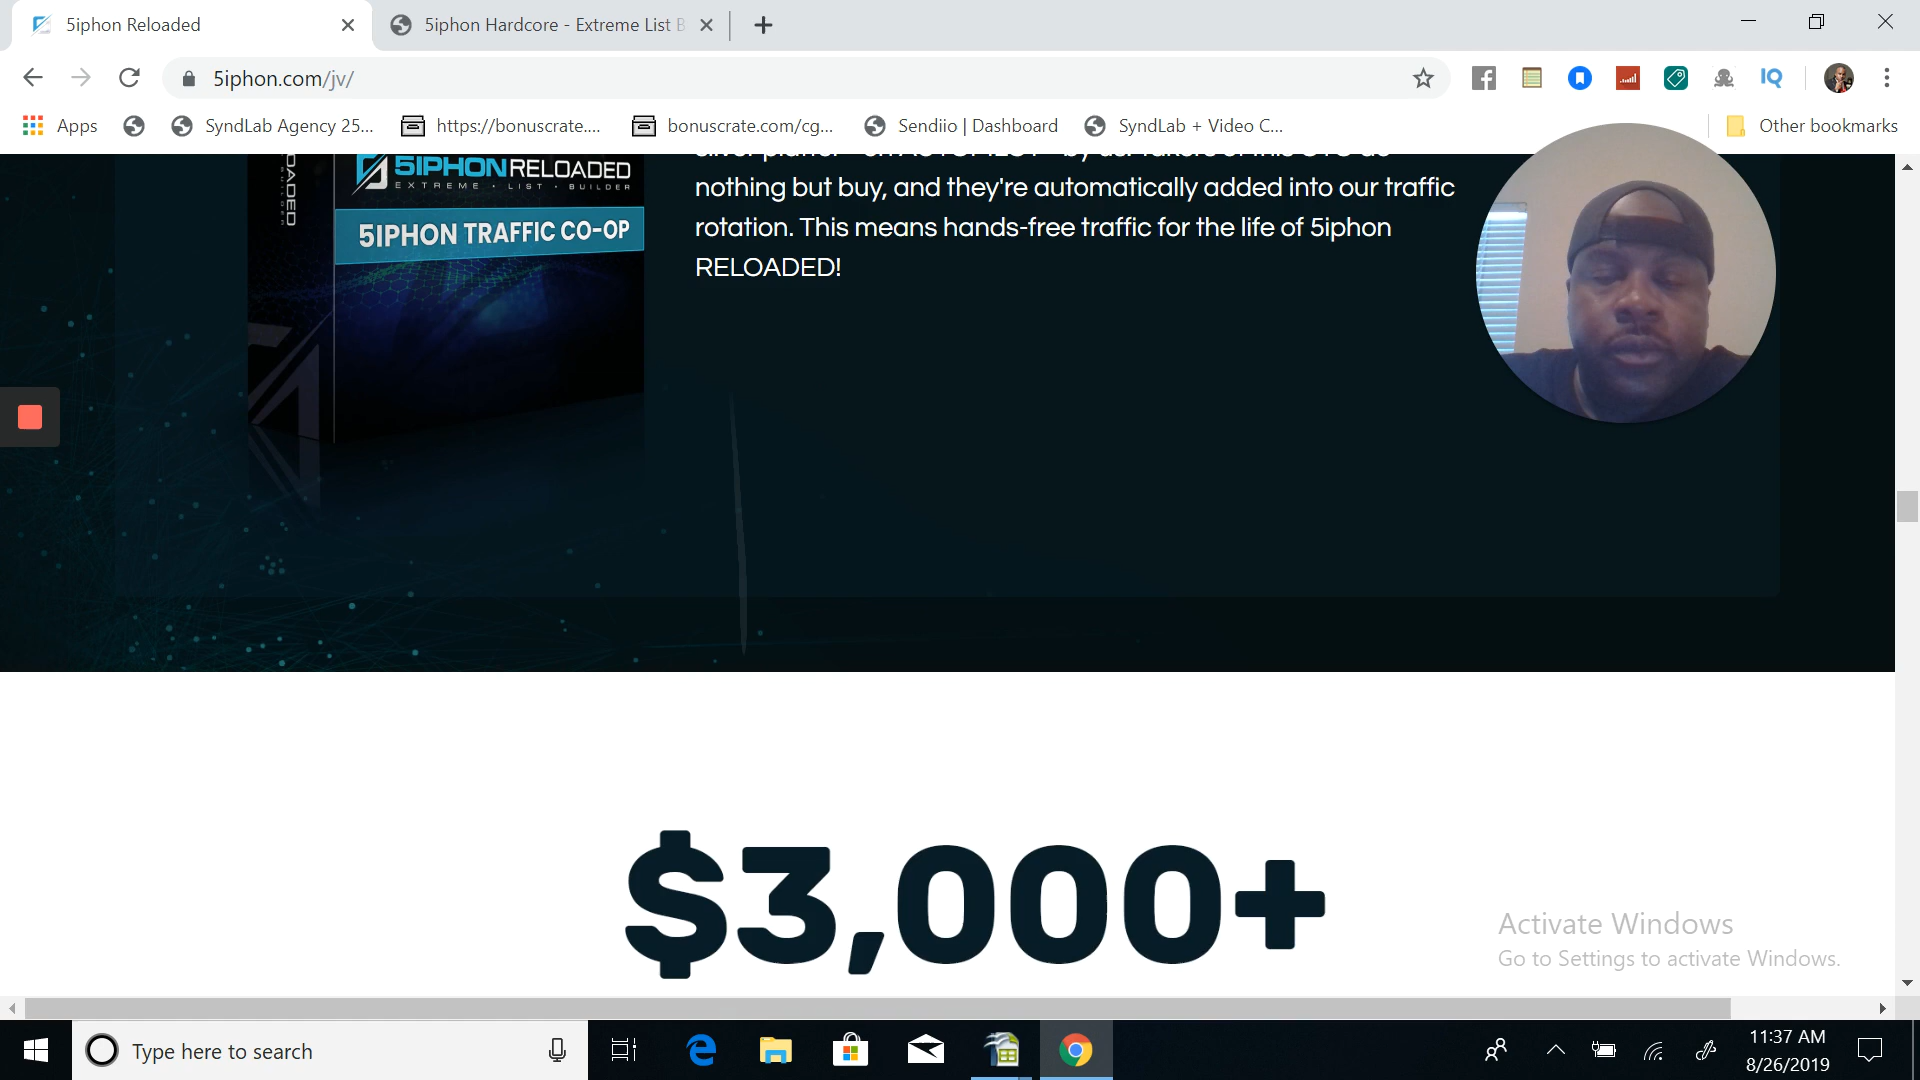 5iphon Reloaded
5iphon Hardcore - Extreme List B
5iphon.com/jv/
IQ
Apps
SyndLab Agency 25...
https://bonuscrate....
bonuscrate.com/cg...
Sendiio | Dashboard
SyndLab + Video C...
Other bookmarks
OADED
5IPHONRELOADED
EXTREME · LIST · BUILDER
5IPHON TRAFFIC CO-OP
nothing but buy, and they're automatically added into our traffic
rotation. This means hands-free traffic for the life of 5iphon
RELOADED!
$3,000+
Activate Windows
Go to Settings to activate Windows.
Type here to search
11:37 AM
8/26/2019